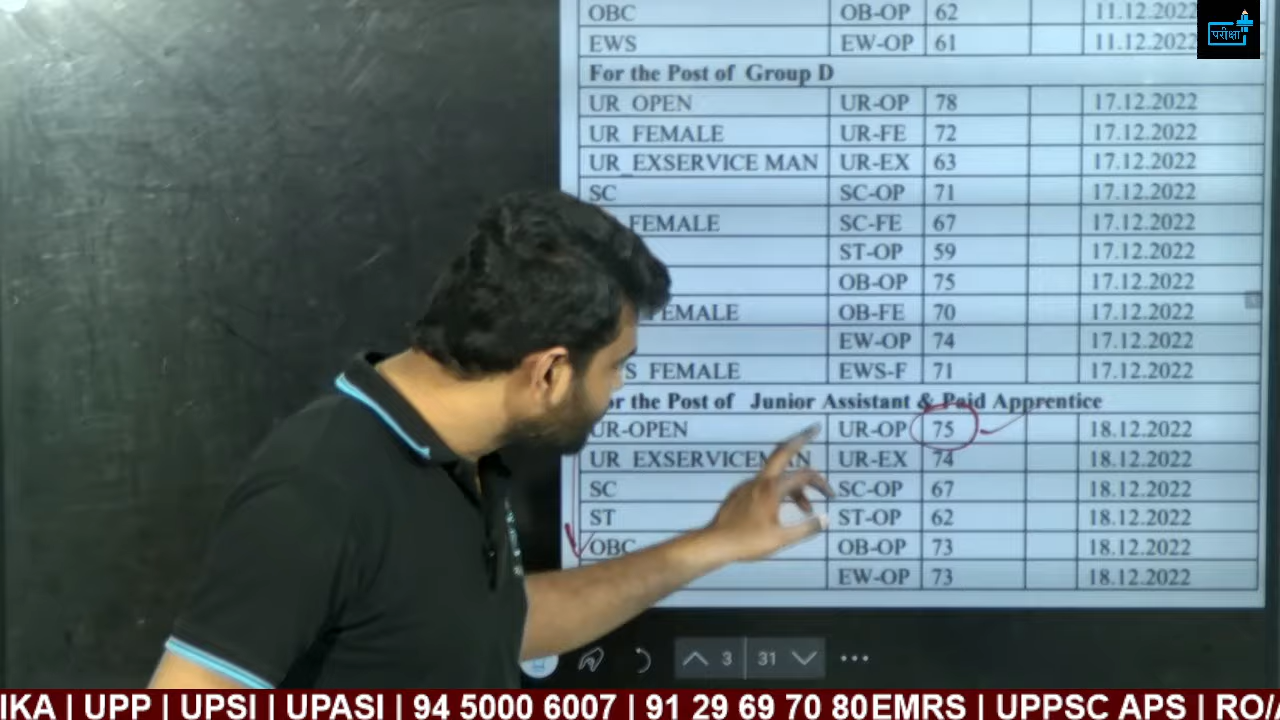 OBC OB-OP 62 11.12.2022
परीक्षा
EWS EW-OP 61 11.12.2022
For the Post of Group D
UR OPEN UR-OP 78 17.12.2022
UR FEMALE UR-FE 72 17.12.2022
UR_EXSERVICE MAN UR-EX 63 17.12.2022
SC SC-OP 71 17.12.2022
FEMALE SC-FE 67 17.12.2022
ST-OP 59 17.12.2022
OB-OP 75 17.12.2022
FEMALE OB-FE 70 17.12.2022
EW-OP 74 17.12.2022
S FEMALE EWS-F 71 17.12.2022
or the Post of Junior Assistant & Paid Apprentice
UR-OPEN UR-OP 75 18.12.2022
UR EXSERVICEMAN UR-EX 74 18.12.2022
SC SC-OP 67 18.12.2022
ST ST-OP 62 18.12.2022
OBC OB-OP 73 18.12.2022
EW-OP 73 18.12.2022
3 31
IKA | UPP | UPSI | UPASI | 94 5000 6007 | 91 29 69 70 80EMRS | UPPSC APS | RO/